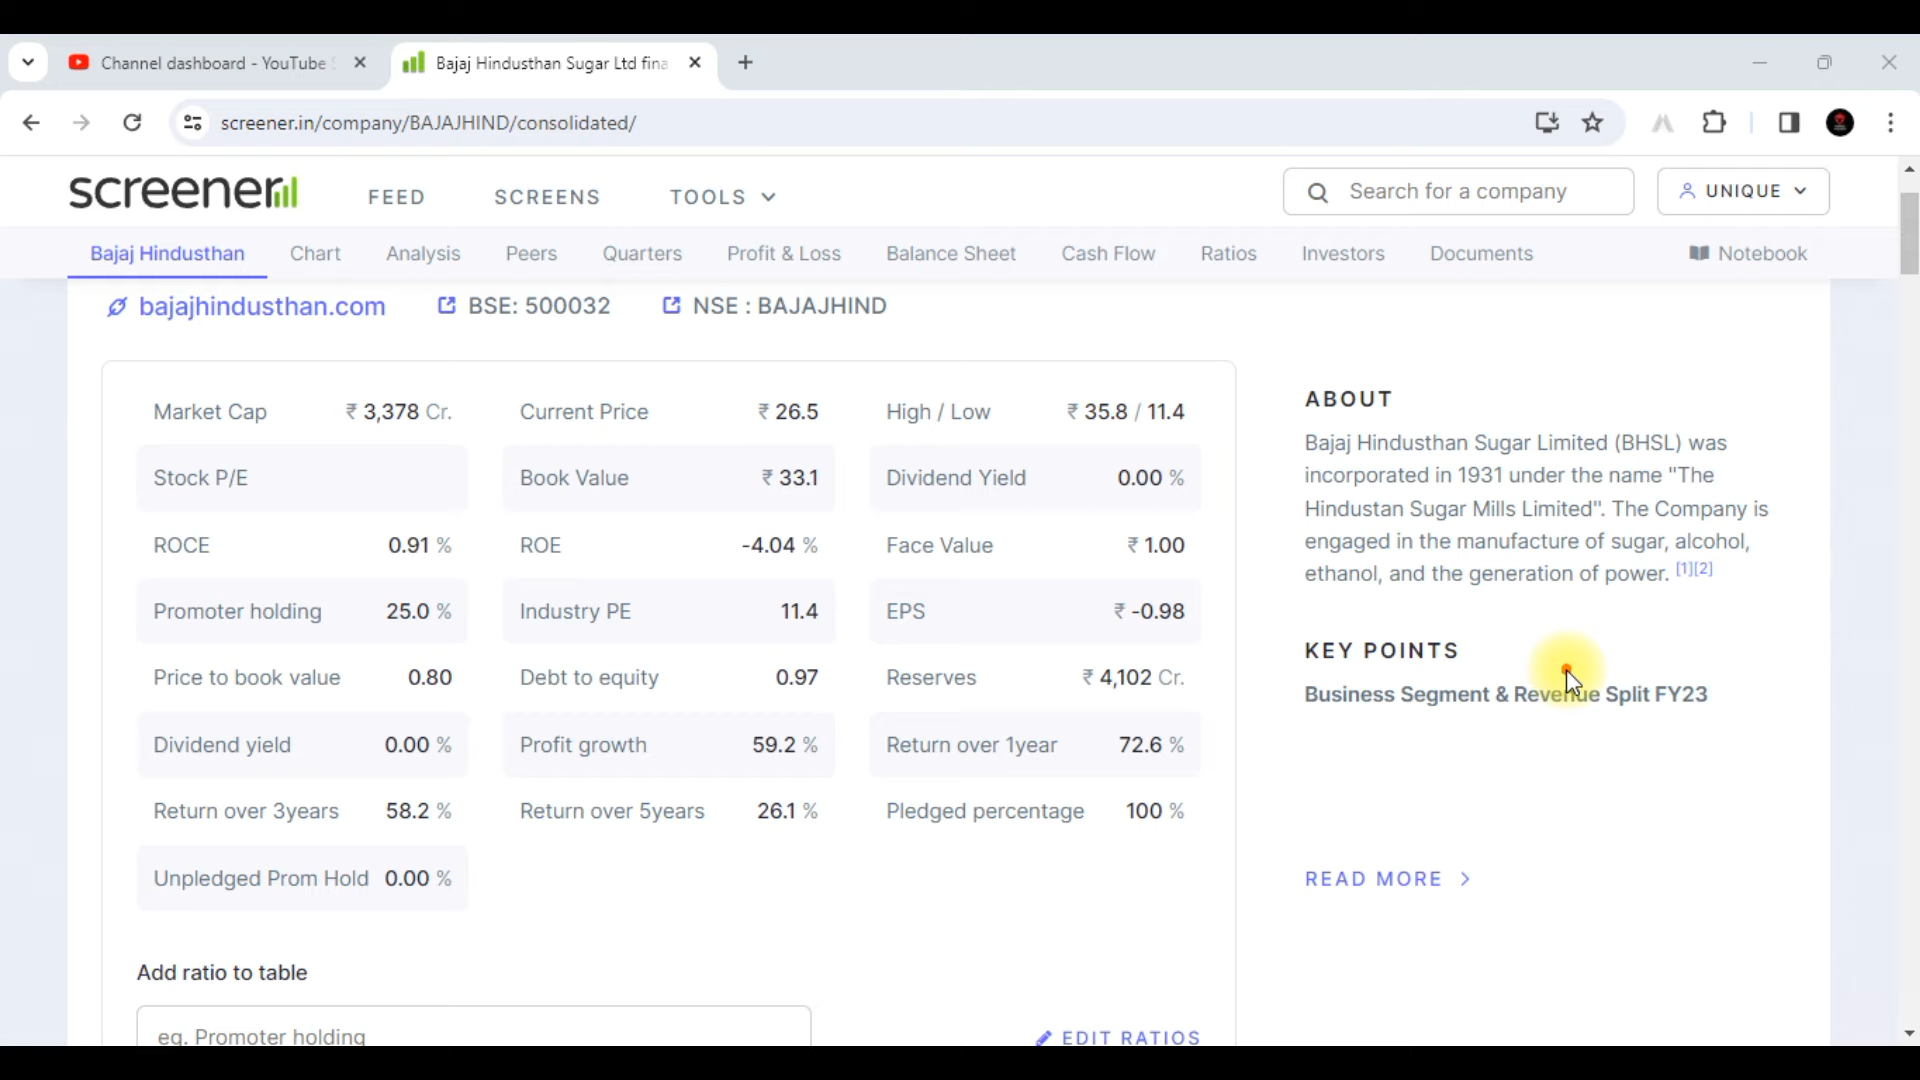 Channel dashboard - YouTube S
Bajaj Hindusthan Sugar Ltd fina
screener.in/company/BAJAJHIND/consolidated/
screener
FEED
SCREENS
TOOLS
Search for a company
UNIQUE
Bajaj Hindusthan
Chart
Analysis
Peers
Quarters
Profit & Loss
Balance Sheet
Cash Flow
Ratios
Investors
Documents
Notebook
bajajhindusthan.com
BSE: 500032
NSE : BAJAJHIND
Market Cap ₹ 3,378 Cr.
Current Price ₹ 26.5
High / Low ₹ 35.8 / 11.4
Stock P/E
Book Value ₹ 33.1
Dividend Yield 0.00 %
ROCE 0.91 %
ROE -4.04 %
Face Value ₹ 1.00
Promoter holding 25.0 %
Industry PE 11.4
EPS ₹ -0.98
Price to book value 0.80
Debt to equity 0.97
Reserves ₹ 4,102 Cr.
Dividend yield 0.00 %
Profit growth 59.2 %
Return over 1year 72.6 %
Return over 3years 58.2 %
Return over 5years 26.1 %
Pledged percentage 100 %
Unpledged Prom Hold 0.00 %
Add ratio to table
eg. Promoter holding
EDIT RATIOS
ABOUT
Bajaj Hindusthan Sugar Limited (BHSL) was
incorporated in 1931 under the name "The
Hindustan Sugar Mills Limited". The Company is
engaged in the manufacture of sugar, alcohol,
ethanol, and the generation of power. [1][2]
KEY POINTS
Business Segment & Revenue Split FY23
READ MORE